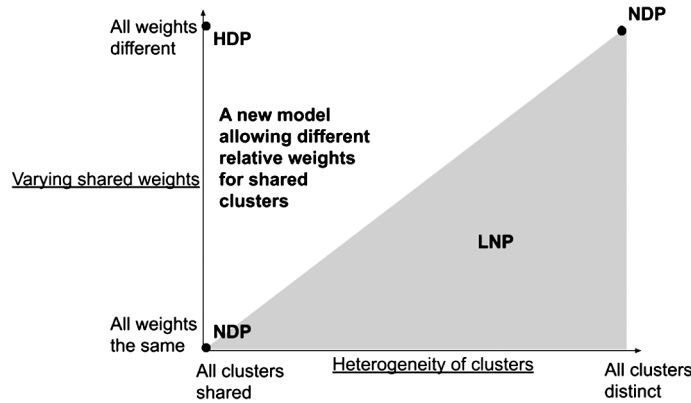 NDP
All weights
different
HDP
A new model
allowing different
relative weights
for shared
clusters
Varying shared weights
LNP
All weights
the same
NDP
Heterogeneity of clusters
All clusters
shared
All clusters
distinct